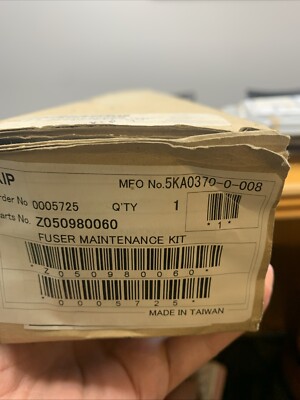 KIP MFO No.5KA0370-0-008
rder No 0005725 Q'TY 1
arts No. Z050980060 *1*
FUSER MAINTENANCE KIT
*Z050980060*
*0005725*
MADE IN TAIWAN